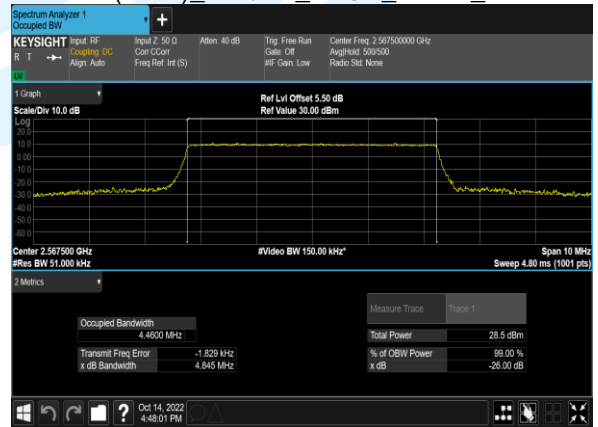 Spectrum Analyzer 1
Occupied BW
KEYSIGHT Input: RF Input Z: 50 Ω Atten: 40 dB Trig: Free Run Center Freq: 2.567500000 GHz
R T Coupling: DC Corr CCorr Gate: Off Avg|Hold: 500/500
Align: Auto Freq Ref: Int (S) #IF Gain: Low Radio Std: None
LU
1 Graph
Ref Lvl Offset 5.50 dB
Scale/Div 10.0 dB Ref Value 30.00 dBm
Log
20.0
10.0
0.00
-10.0
-20.0
-30.0
-40.0
-50.0
-60.0
Center 2.567500 GHz #Video BW 150.00 kHz* Span 10 MHz
#Res BW 51.000 kHz Sweep 4.80 ms (1001 pts)
2 Metrics
Measure Trace Trace 1
Occupied Bandwidth
4.4600 MHz Total Power 28.5 dBm
Transmit Freq Error -1.829 kHz % of OBW Power 99.00 %
x dB Bandwidth 4.845 MHz x dB -26.00 dB
? Oct 14, 2022
4:48:01 PM